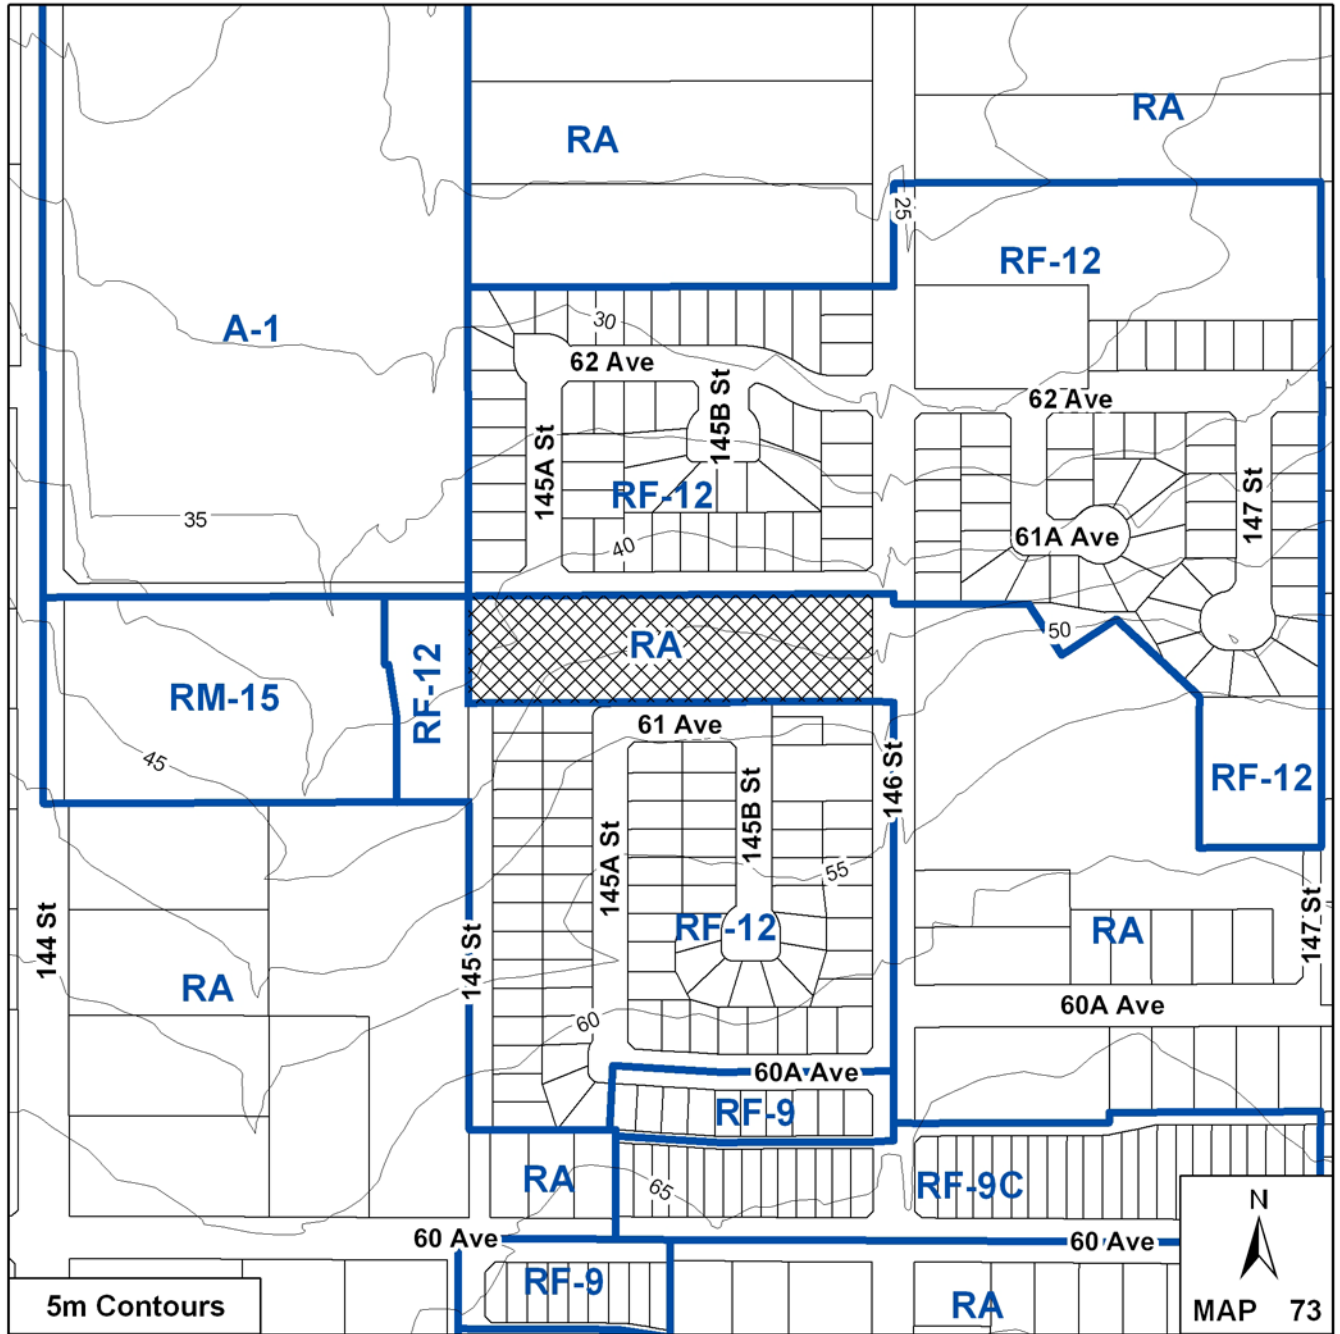 RA
RA
25
RF-12
A-1
30
62 Ave
145B St
62 Ave
145A St
RF-12
147 St
35
61A Ave
40
RA
50
RM-15
RF-12
61 Ave
45
146 St
RF-12
145B St
145A St
55
RF-12
RA
144 St
145 St
147 St
RA
60A Ave
60
60A Ave
RF-9
RA
65
RF-9C
60 Ave
60 Ave
RF-9
RA
N
5m Contours
MAP 73